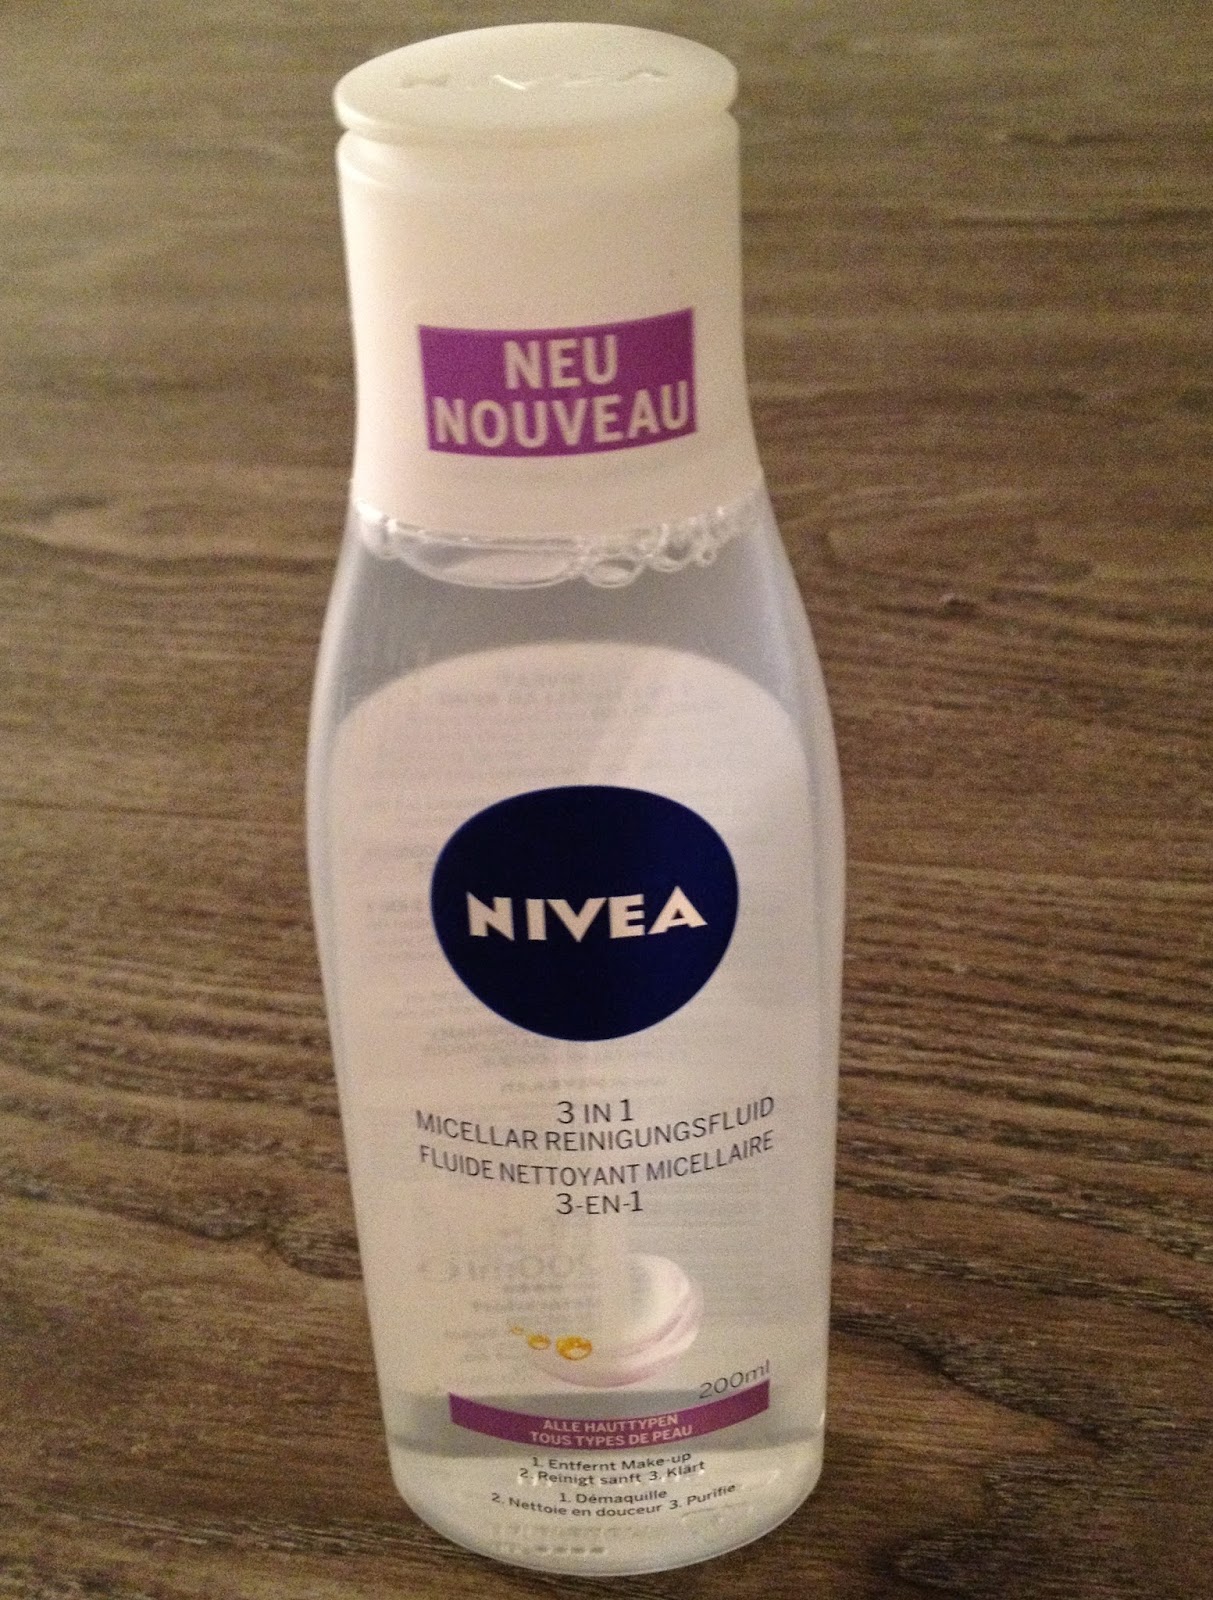 NIVEA
NEU
NOUVEAU
NIVEA
3 IN 1
MICELLAR REINIGUNGSFLUID
FLUIDE NETTOYANT MICELLAIRE
3-EN-1
200ml
ALLE HAUTTYPEN
TOUS TYPES DE PEAU
1. Entfernt Make-up
2. Reinigt sanft 3. Klärt
1. Démaquille
2. Nettoie en douceur 3. Purifie